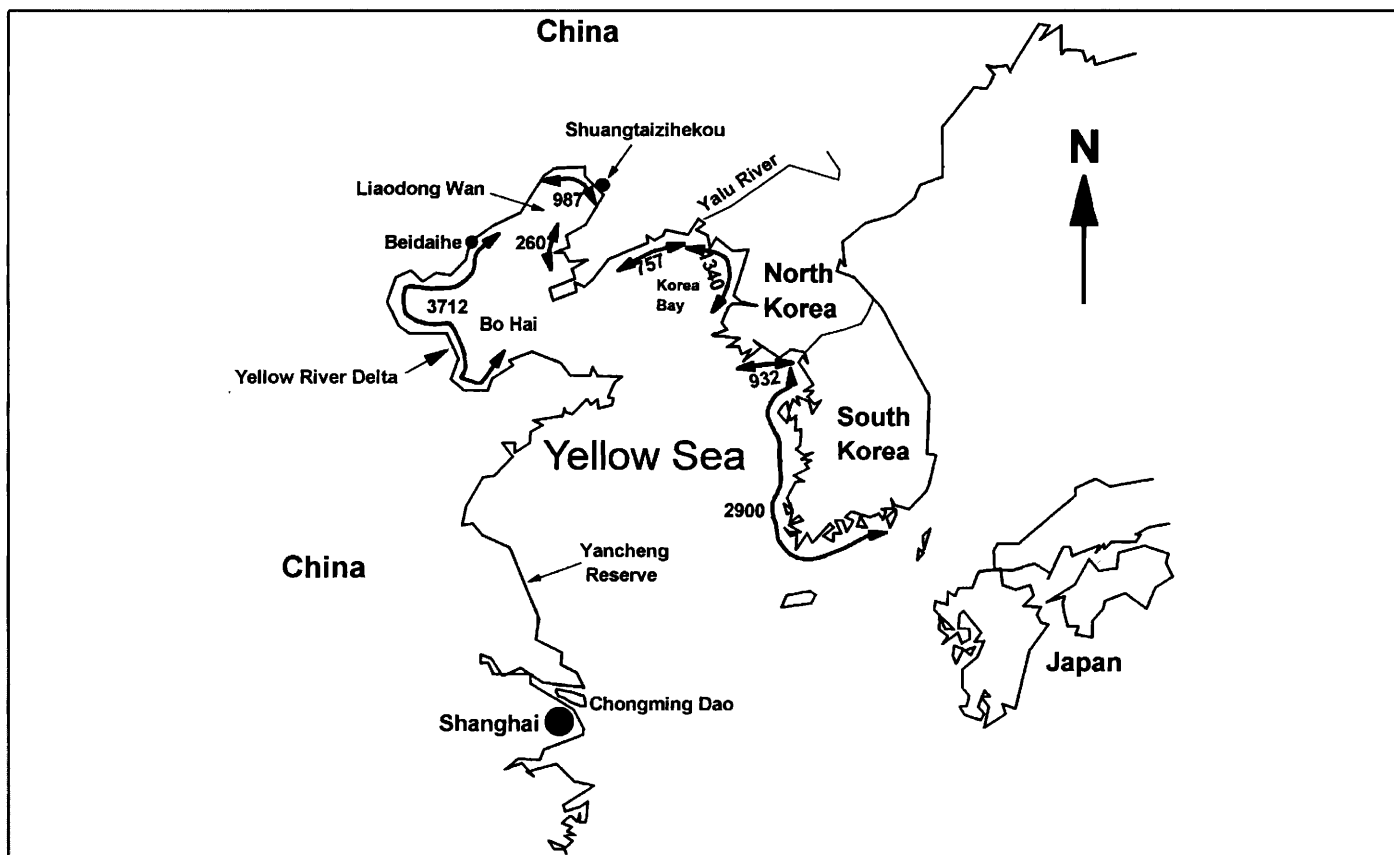 China
Shuangtaizihekou
Liaodong Wan
987
Yalu River
Beidaihe
260
757
1340
North
Korea
Korea
Bay
N
3712
Bo Hai
Yellow River Delta
932
South
Korea
Yellow Sea
2900
China
Yancheng
Reserve
Japan
Chongming Dao
Shanghai